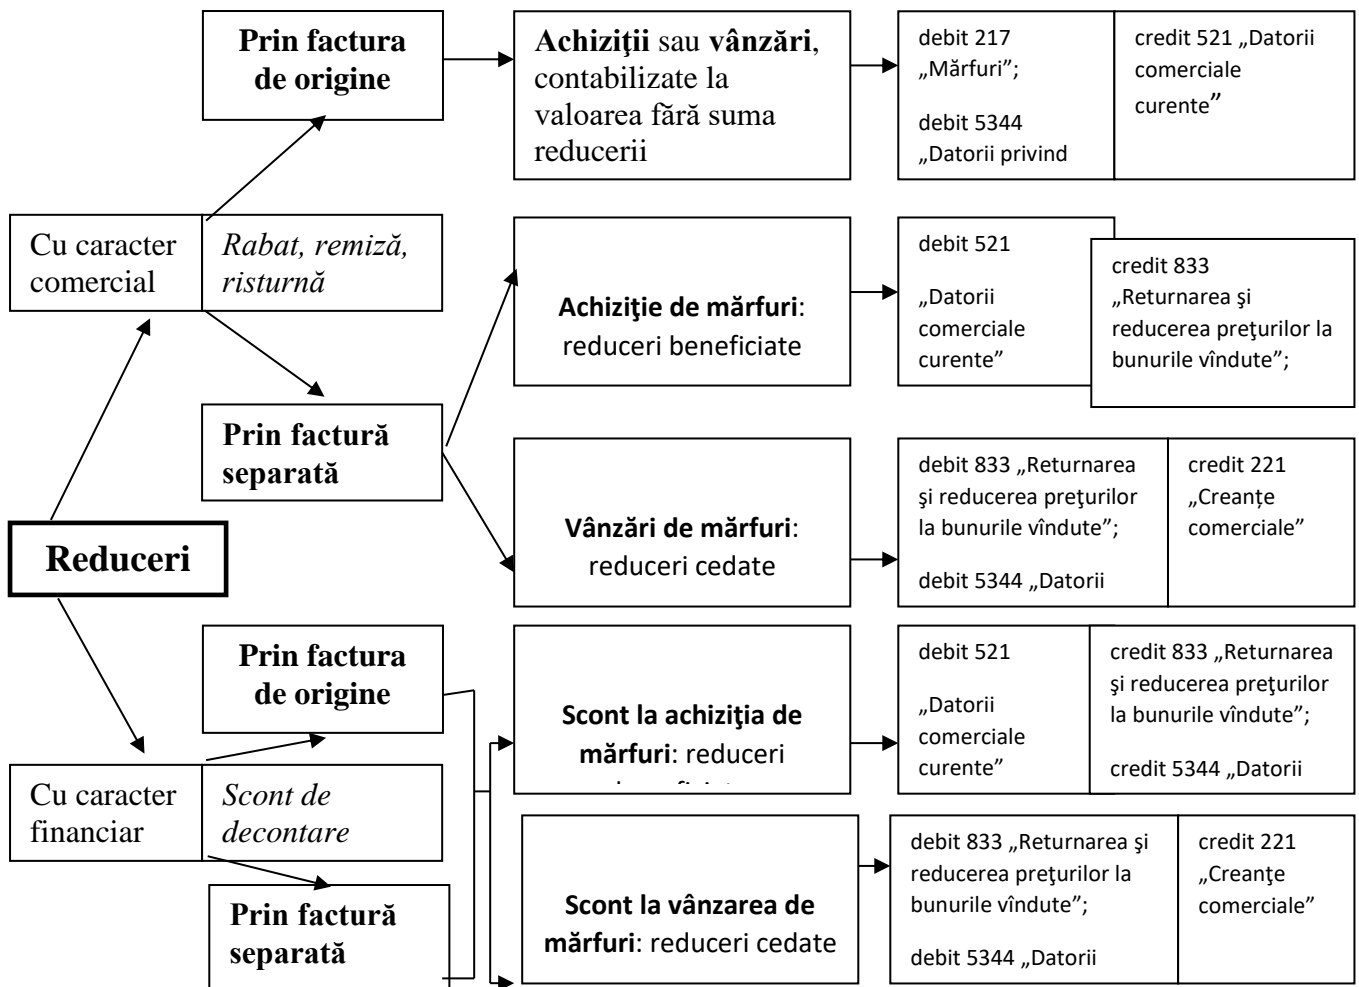 Prin factura
de origine
Achiziţii sau vânzări,
contabilizate la
valoarea fără suma
reducerii
debit 217
„Mărfuri”;
debit 5344
„Datorii privind
credit 521 „Datorii
comerciale
curente”
Cu caracter
comercial
Rabat, remiză,
risturnă
Achiziţie de mărfuri:
reduceri beneficiate
debit 521
„Datorii
comerciale
curente”
credit 833
„Returnarea şi
reducerea preţurilor la
bunurile vîndute”;
Prin factură
separată
Vânzări de mărfuri:
reduceri cedate
debit 833 „Returnarea
şi reducerea preţurilor
la bunurile vîndute”;
debit 5344 „Datorii
credit 221
„Creanțe
comerciale”
Reduceri
Prin factura
de origine
Scont la achiziţia de
mărfuri: reduceri
debit 521
„Datorii
comerciale
curente”
credit 833 „Returnarea
şi reducerea preţurilor
la bunurile vîndute”;
credit 5344 „Datorii
Cu caracter
financiar
Scont de
decontare
Prin factură
separată
Scont la vânzarea de
mărfuri: reduceri cedate
debit 833 „Returnarea şi
reducerea preţurilor la
bunurile vîndute”;
debit 5344 „Datorii
credit 221
„Creanţe
comerciale”